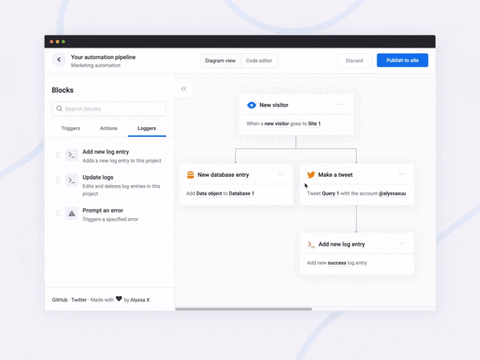 Your automation pipeline
Marketing automation
Diagram view
Code editor
Discard
Publish to site
Blocks
Search blocks
Triggers
Actions
Loggers
Add new log entry
Adds a new log entry to this project
Update logs
Edits and deletes log entries in this project
Prompt an error
Triggers a specified error
GitHub · Twitter · Made with ❤ by Alyssa X
New visitor
When a new visitor goes to Site 1
New database entry
Add Data object to Database 1
Make a tweet
Tweet Query 1 with the account @alyssaxuu
Add new log entry
Add new success log entry